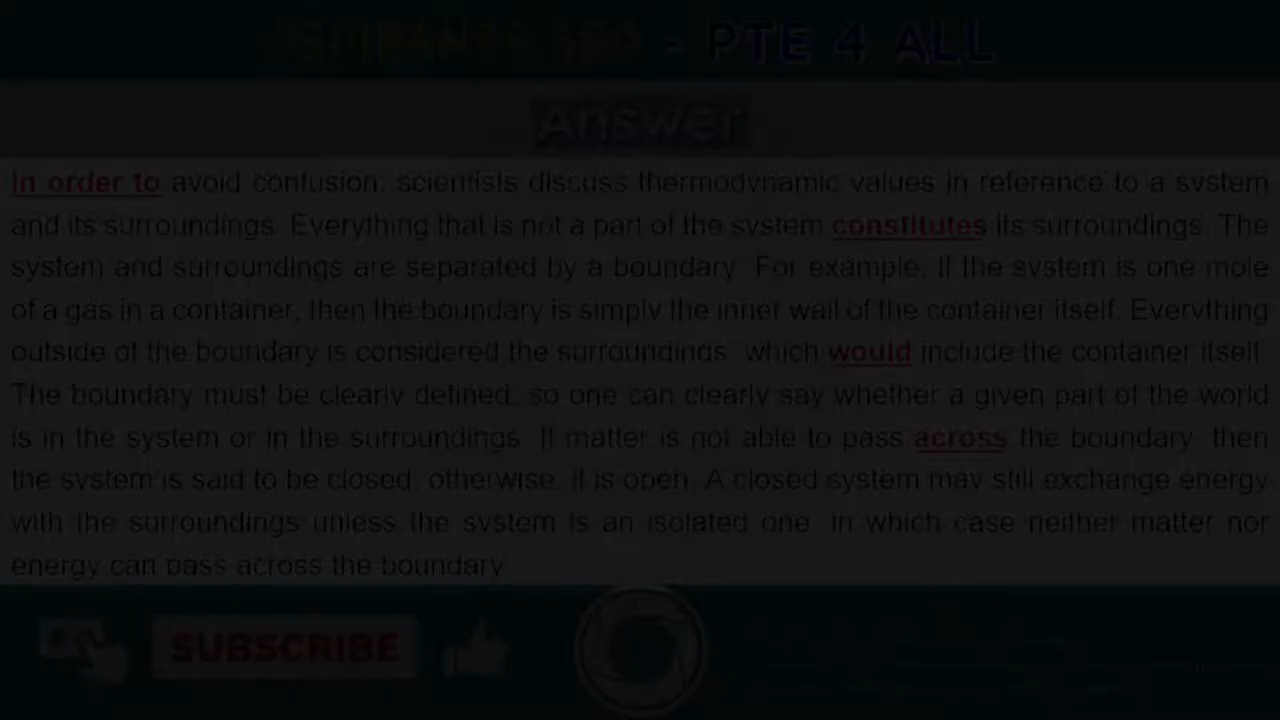 ASPIRANTS 360 - PTE 4 ALL
Answer
In order to avoid confusion, scientists discuss thermodynamic values in reference to a system
and its surroundings. Everything that is not a part of the system constitutes its surroundings. The
system and surroundings are separated by a boundary. For example, if the system is one mole
of a gas in a container, then the boundary is simply the inner wall of the container itself. Everything
outside of the boundary is considered the surroundings, which would include the container itself.
The boundary must be clearly defined, so one can clearly say whether a given part of the world
is in the system or in the surroundings. If matter is not able to pass across the boundary, then
the system is said to be closed; otherwise, it is open. A closed system may still exchange energy
with the surroundings unless the system is an isolated one, in which case neither matter nor
energy can pass across the boundary.
SUBSCRIBE